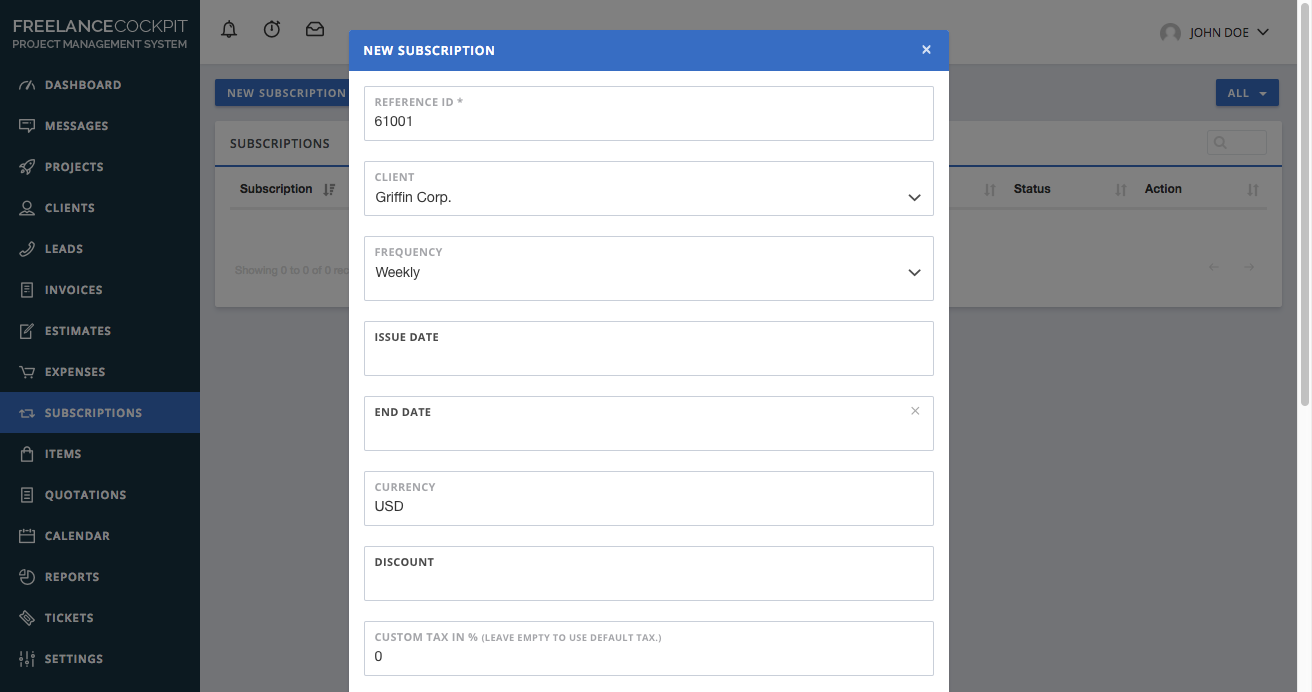 FREELANCECOCKPIT
PROJECT MANAGEMENT SYSTEM
DASHBOARD
MESSAGES
PROJECTS
CLIENTS
LEADS
INVOICES
ESTIMATES
EXPENSES
SUBSCRIPTIONS
ITEMS
QUOTATIONS
CALENDAR
REPORTS
TICKETS
SETTINGS
JOHN DOE
NEW SUBSCRIPTION
ALL
SUBSCRIPTIONS
Subscription
Status
Action
Showing 0 to 0 of 0
NEW SUBSCRIPTION
×
REFERENCE ID *
61001
CLIENT
Griffin Corp.
FREQUENCY
Weekly
ISSUE DATE
END DATE
CURRENCY
USD
DISCOUNT
CUSTOM TAX IN % (LEAVE EMPTY TO USE DEFAULT TAX.)
0